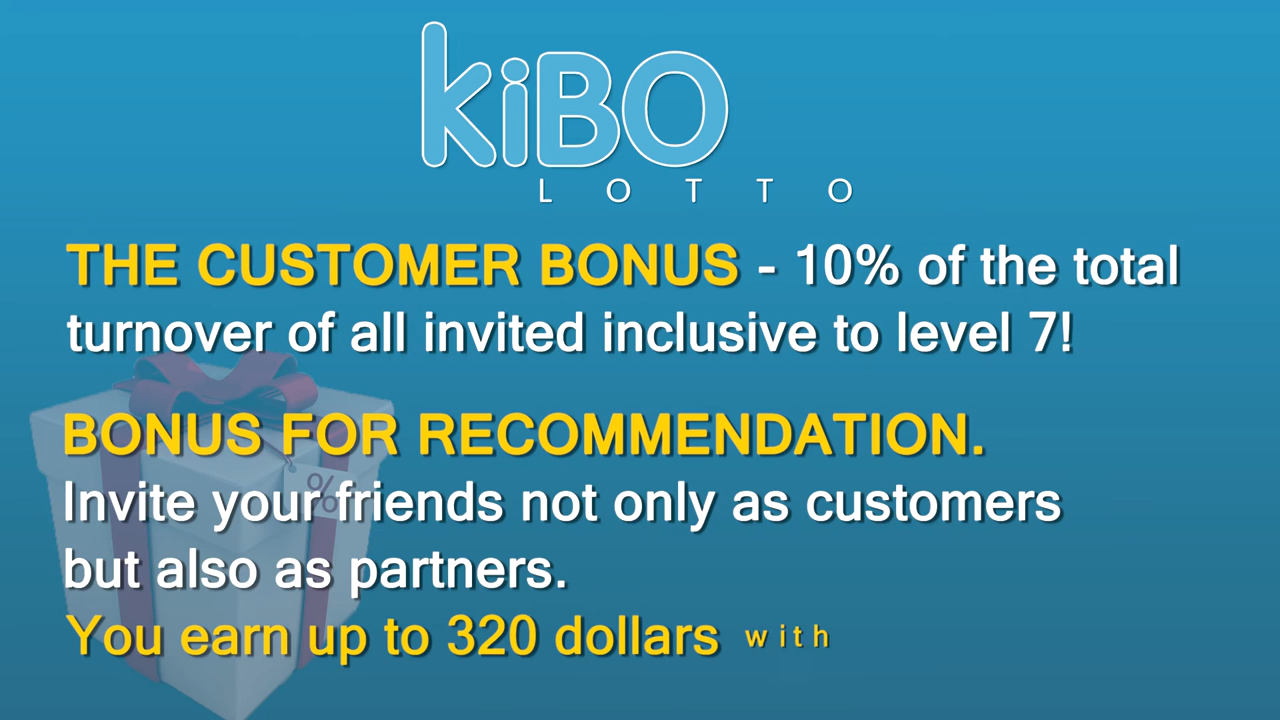 kiBO
LOTTO
THE CUSTOMER BONUS - 10% of the total
turnover of all invited inclusive to level 7!
BONUS FOR RECOMMENDATION.
%
Invite your friends not only as customers
but also as partners.
You earn up to 320 dollars with